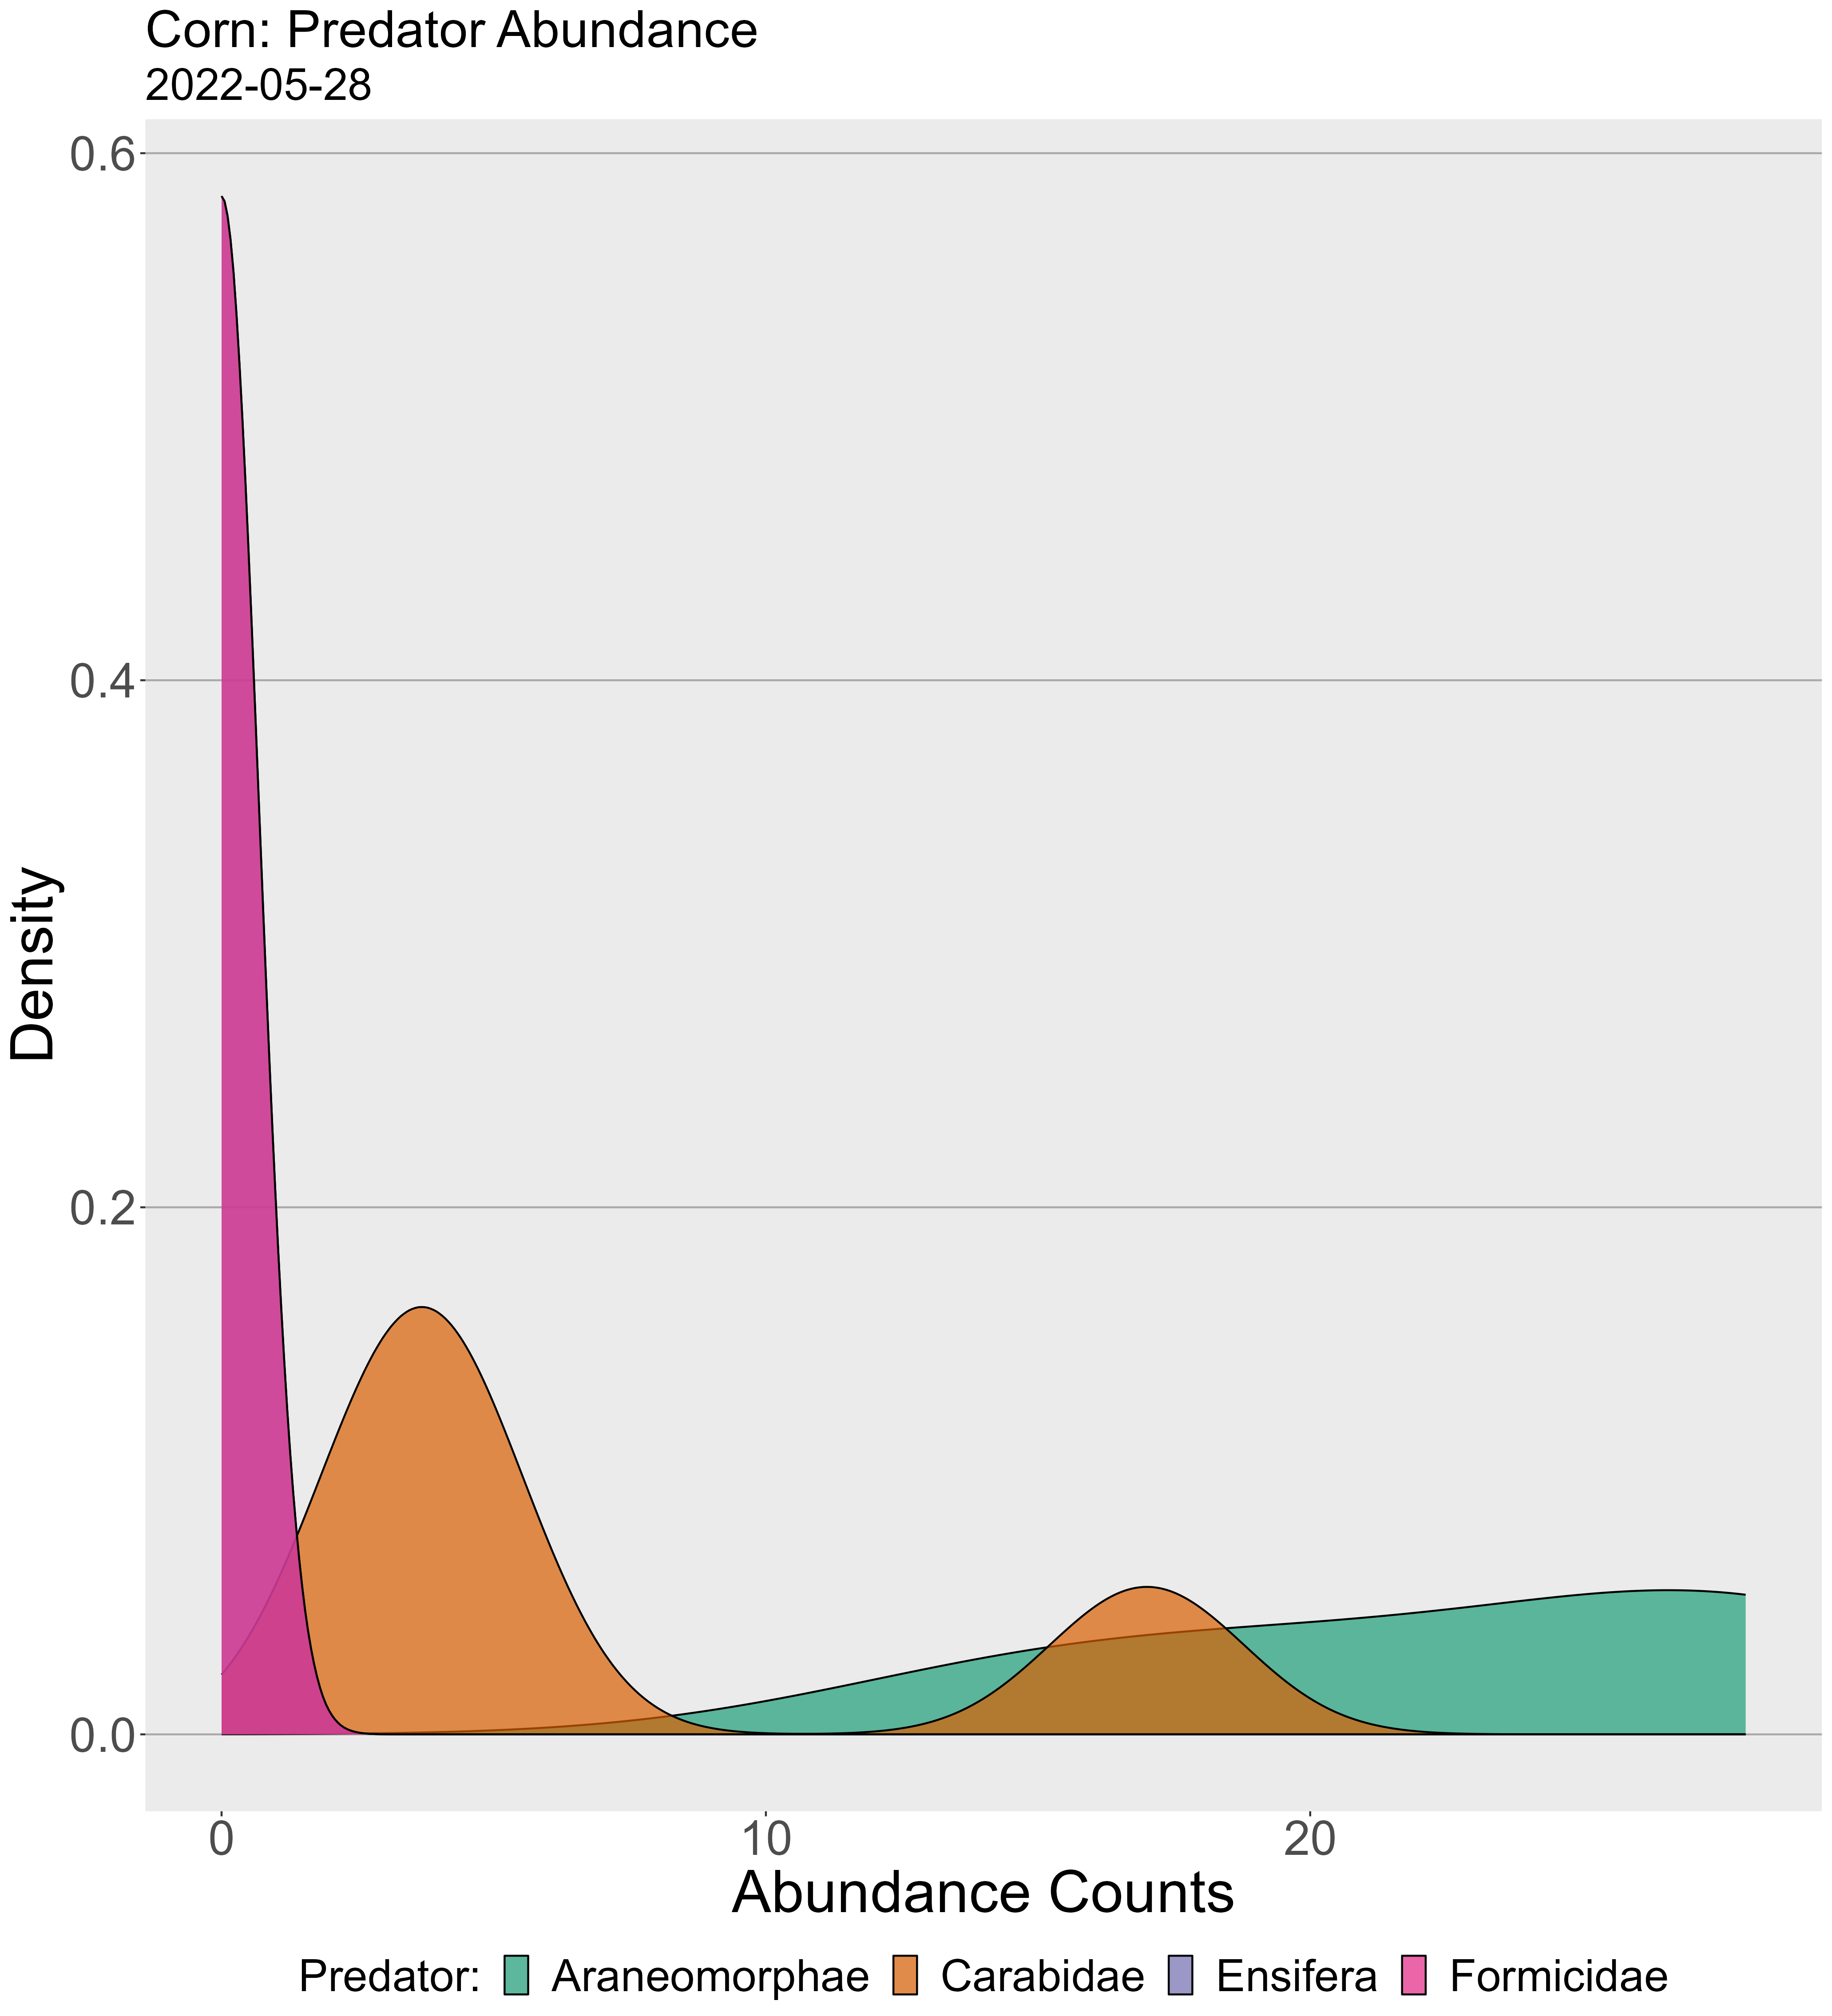 Corn: Predator Abundance
2022-05-28
0.6
0.4
0.2
0.0
Density
0 10 20
Abundance Counts
Predator: Araneomorphae Carabidae Ensifera Formicidae